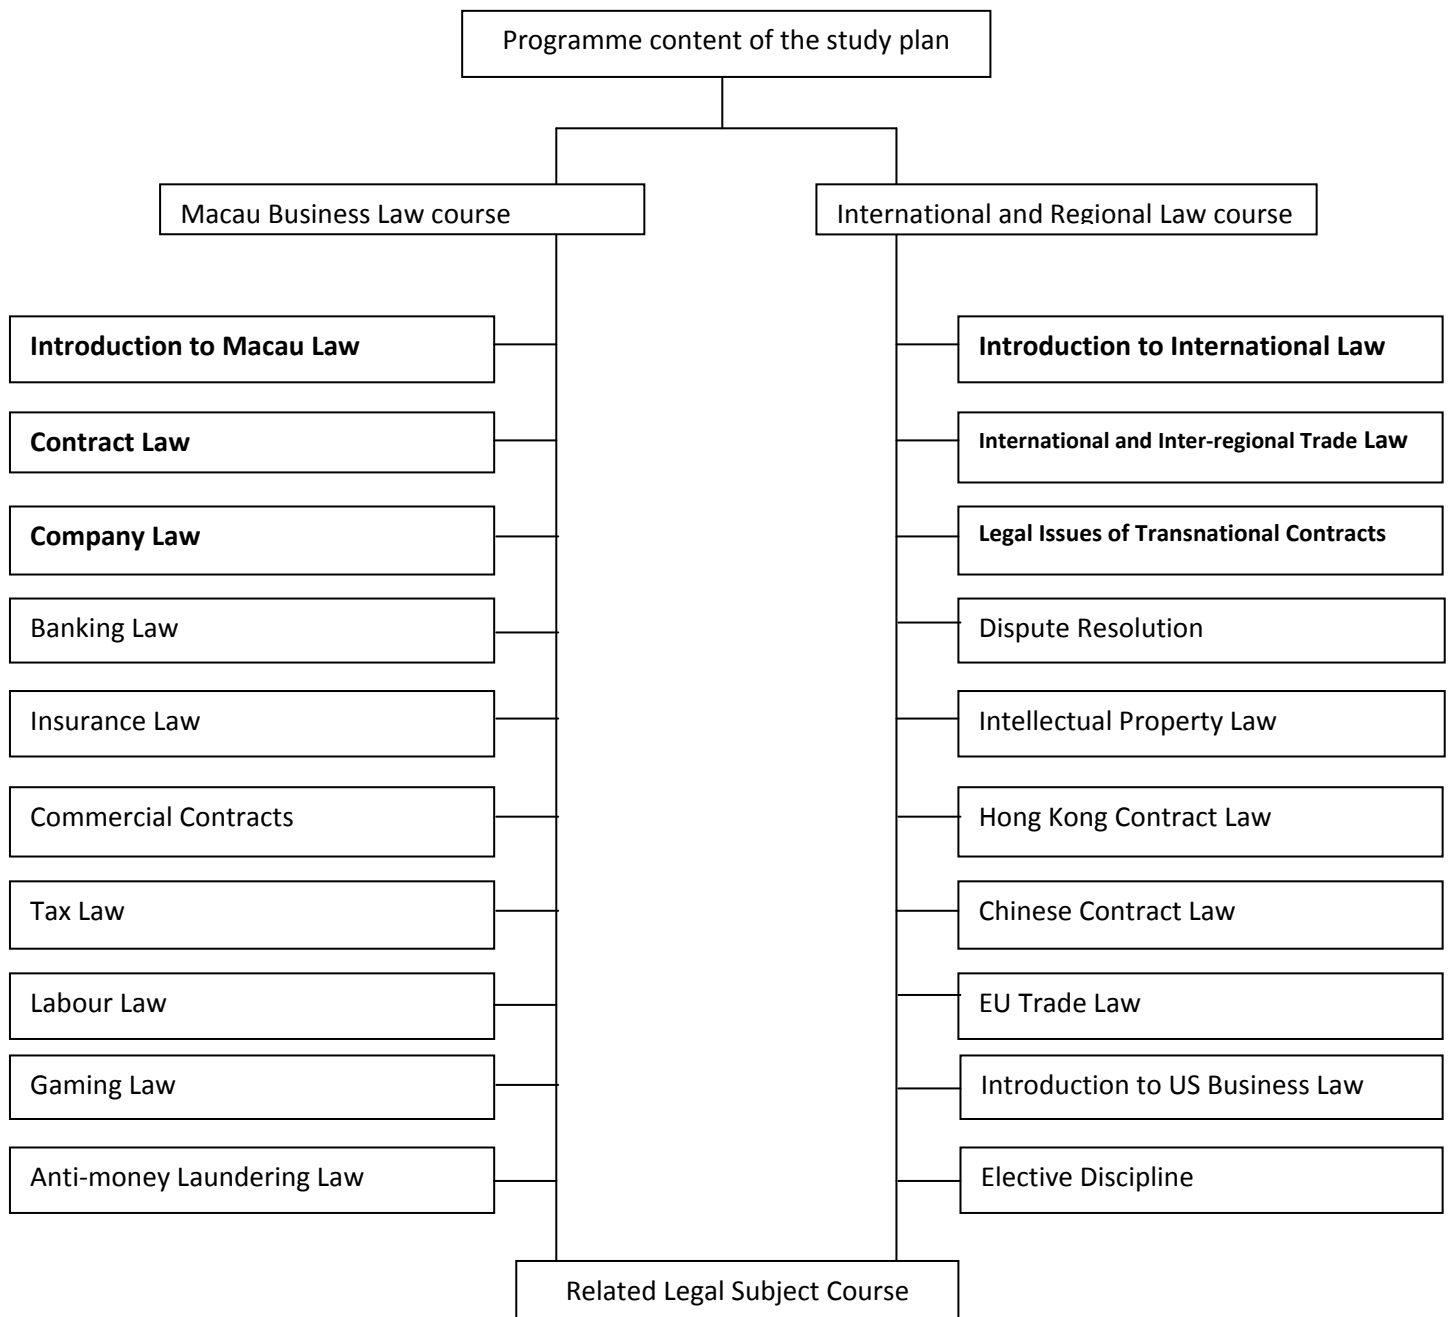 Programme content of the study plan
Macau Business Law course
International and Regional Law course
Introduction to Macau Law
Contract Law
Company Law
Banking Law
Insurance Law
Commercial Contracts
Tax Law
Labour Law
Gaming Law
Anti-money Laundering Law
Introduction to International Law
International and Inter-regional Trade Law
Legal Issues of Transnational Contracts
Dispute Resolution
Intellectual Property Law
Hong Kong Contract Law
Chinese Contract Law
EU Trade Law
Introduction to US Business Law
Elective Discipline
Related Legal Subject Course